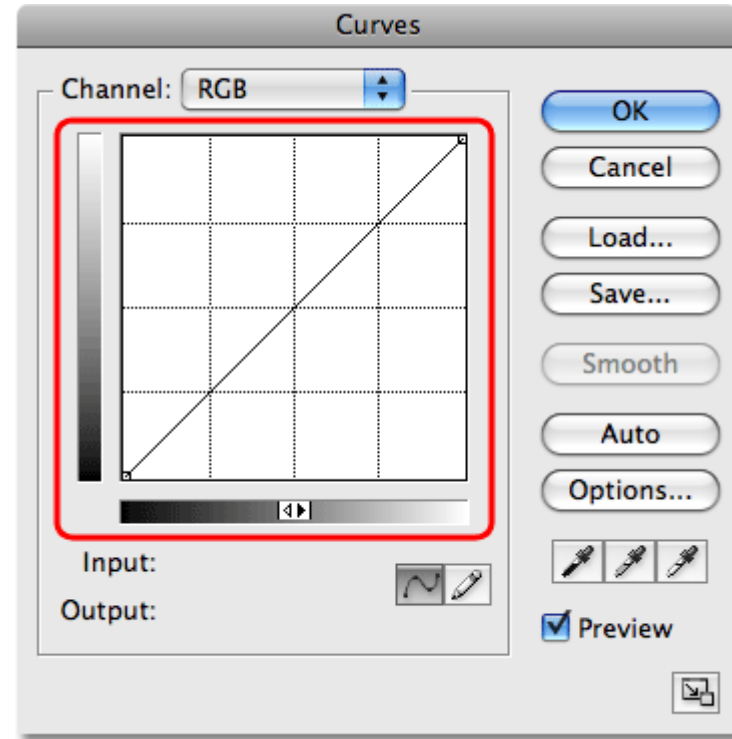 Curves
Channel: RGB
OK
Cancel
Load...
Save...
Smooth
Auto
Options...
Input:
Output:
Preview